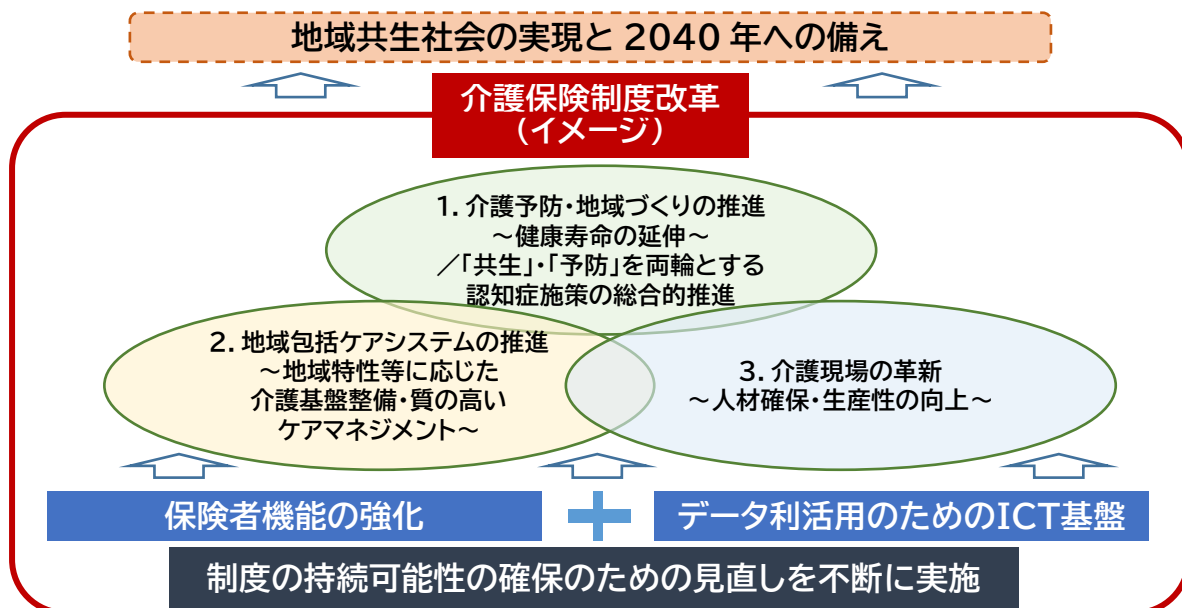 地域共生社会の実現と 2040 年への備え
介護保険制度改革
(イメージ)
1. 介護予防・地域づくりの推進
～健康寿命の延伸～
／「共生」・「予防」を両輪とする
認知症施策の総合的推進
2. 地域包括ケアシステムの推進
～地域特性等に応じた
介護基盤整備・質の高い
ケアマネジメント～
3. 介護現場の革新
～人材確保・生産性の向上～
保険者機能の強化
データ利活用のためのICT基盤
制度の持続可能性の確保のための見直しを不断に実施